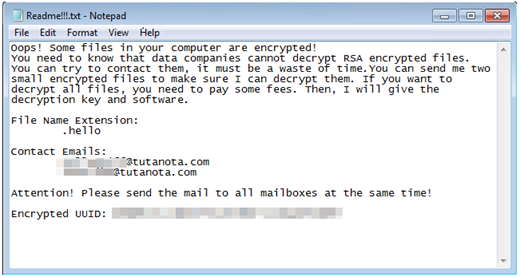 Readme!!!.txt - Notepad
File Edit Format View Help
Oops! Some files in your computer are encrypted!
You need to know that data companies cannot decrypt RSA encrypted files.
You can try to contact them, it must be a waste of time.You can send me two
small encrypted files to make sure I can decrypt them. If you want to
decrypt all files, you need to pay some fees. Then, I will give the
decryption key and software.
File Name Extension:
.hello
Contact Emails:
@tutanota.com
@tutanota.com
Attention! Please send the mail to all mailboxes at the same time!
Encrypted UUID: